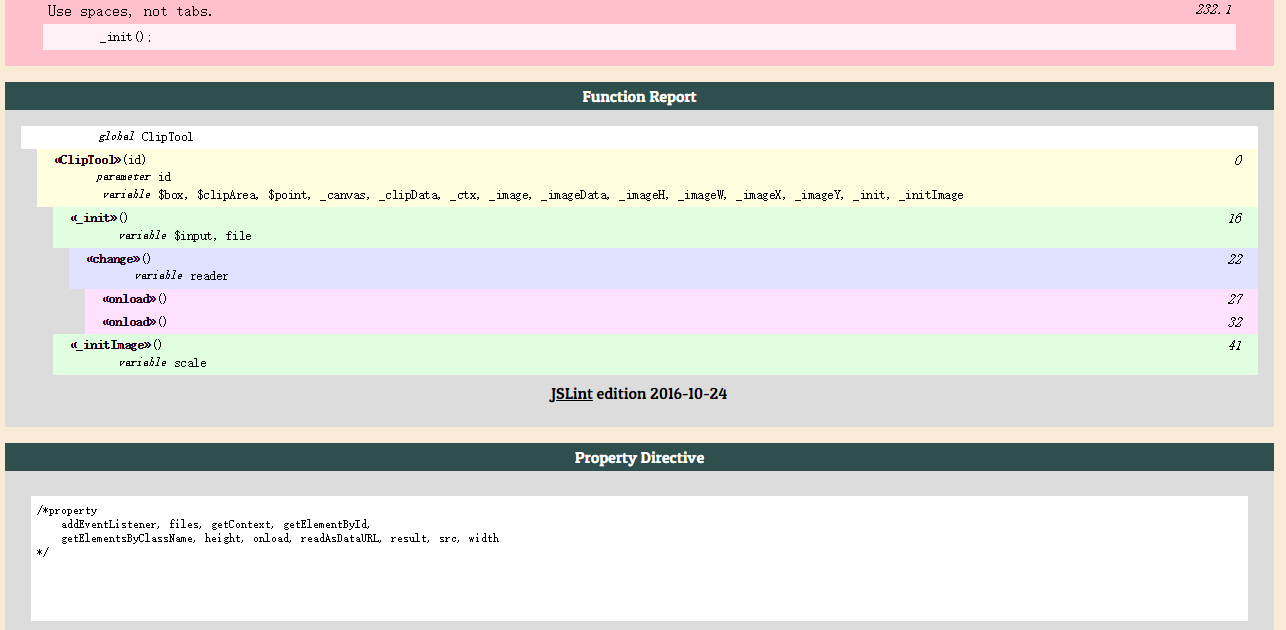 Use spaces, not tabs. 232.1
_init();
Function Report
global ClipTool
«ClipTool»(id) 0
parameter id
variable $box, $clipArea, $point, _canvas, _clipData, _ctx, _image, _imageData, _imageH, _imageW, _imageX, _imageY, _init, _initImage
«_init»() 16
variable $input, file
«change»() 22
variable reader
«onload»() 27
«onload»() 32
«_initImage»() 41
variable scale
JSLint edition 2016-10-24
Property Directive
/*property
addEventListener, files, getContext, getElementById,
getElementsByClassName, height, onload, readAsDataURL, result, src, width
*/